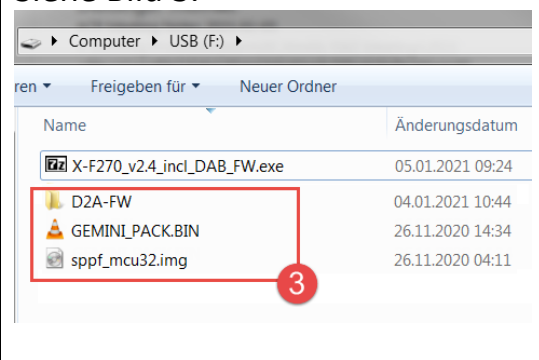 Computer ▸ USB (F:) ▸
Freigeben für ▾ Neuer Ordner
Name Änderungsdatum
X-F270_v2.4_incl_DAB_FW.exe 05.01.2021 09:24
D2A-FW 04.01.2021 10:44
GEMINI_PACK.BIN 26.11.2020 14:34
sppf_mcu32.img 26.11.2020 04:11
3